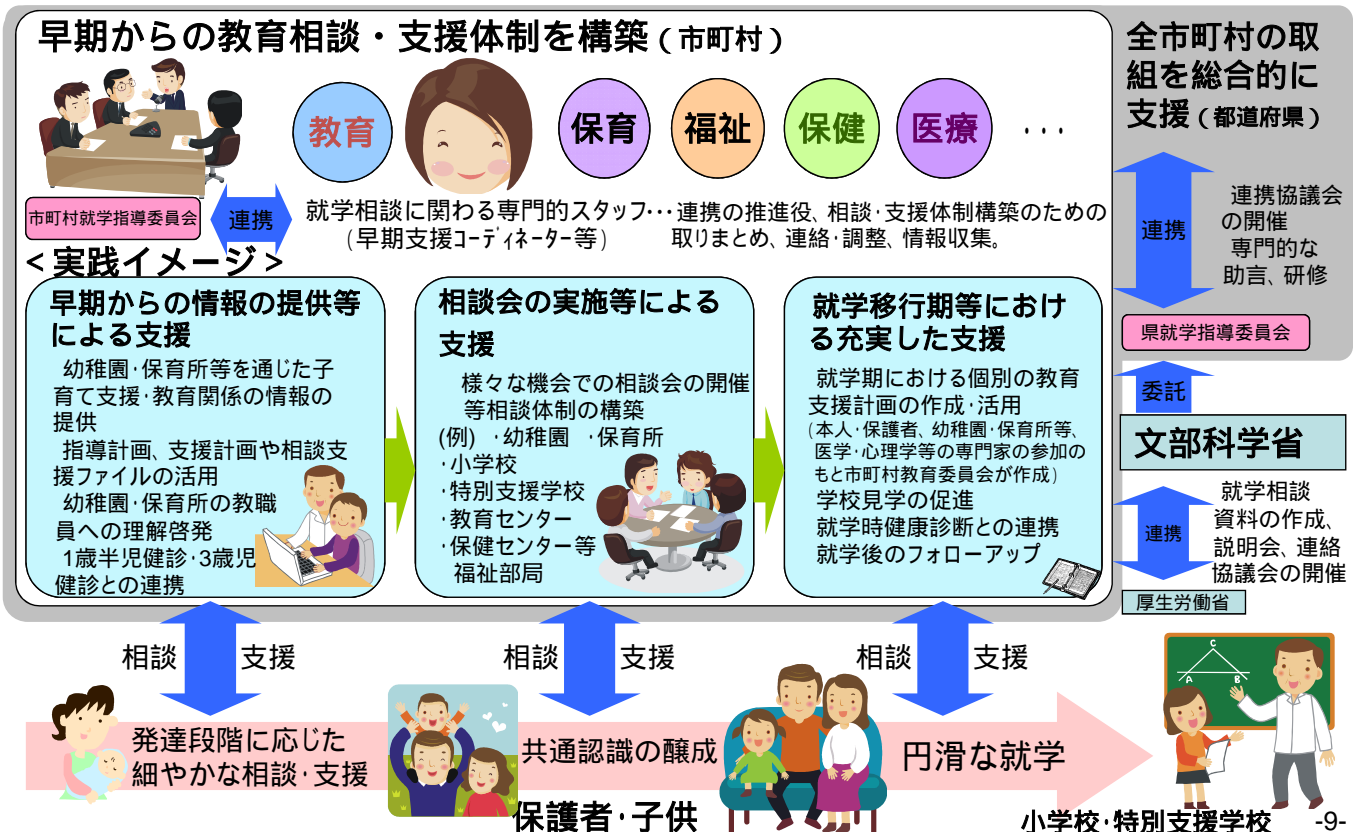 早期からの教育相談・支援体制を構築(市町村)
教育
保育
福祉
保健
医療
・・・
市町村就学指導委員会
連携
就学相談に関わる専門的スタッフ・・・連携の推進役、相談・支援体制構築のための
(早期支援ｺｰﾃﾞｨﾈｰﾀｰ等)
取りまとめ、連絡・調整、情報収集。
<実践イメージ>
早期からの情報の提供等
による支援
幼稚園・保育所等を通じた子
育て支援・教育関係の情報の
提供
指導計画、支援計画や相談支
援ファイルの活用
幼稚園・保育所の教職
員への理解啓発
1歳半児健診・3歳児
健診との連携
相談会の実施等による
支援
様々な機会での相談会の開催
等相談体制の構築
(例) ・幼稚園 ・保育所
・小学校
・特別支援学校
・教育センター
・保健センター等
福祉部局
就学移行期等におけ
る充実した支援
就学期における個別の教育
支援計画の作成・活用
(本人・保護者、幼稚園・保育所等、
医学・心理学等の専門家の参加の
もと市町村教育委員会が作成)
学校見学の促進
就学時健康診断との連携
就学後のフォローアップ
全市町村の取
組を総合的に
支援(都道府県)
連携
連携協議会
の開催
専門的な
助言、研修
県就学指導委員会
委託
文部科学省
連携
就学相談
資料の作成、
説明会、連絡
協議会の開催
厚生労働省
相談 支援
相談 支援
相談 支援
発達段階に応じた
細やかな相談・支援
共通認識の醸成
円滑な就学
C
A B
保護者・子供
小学校・特別支援学校
-9-